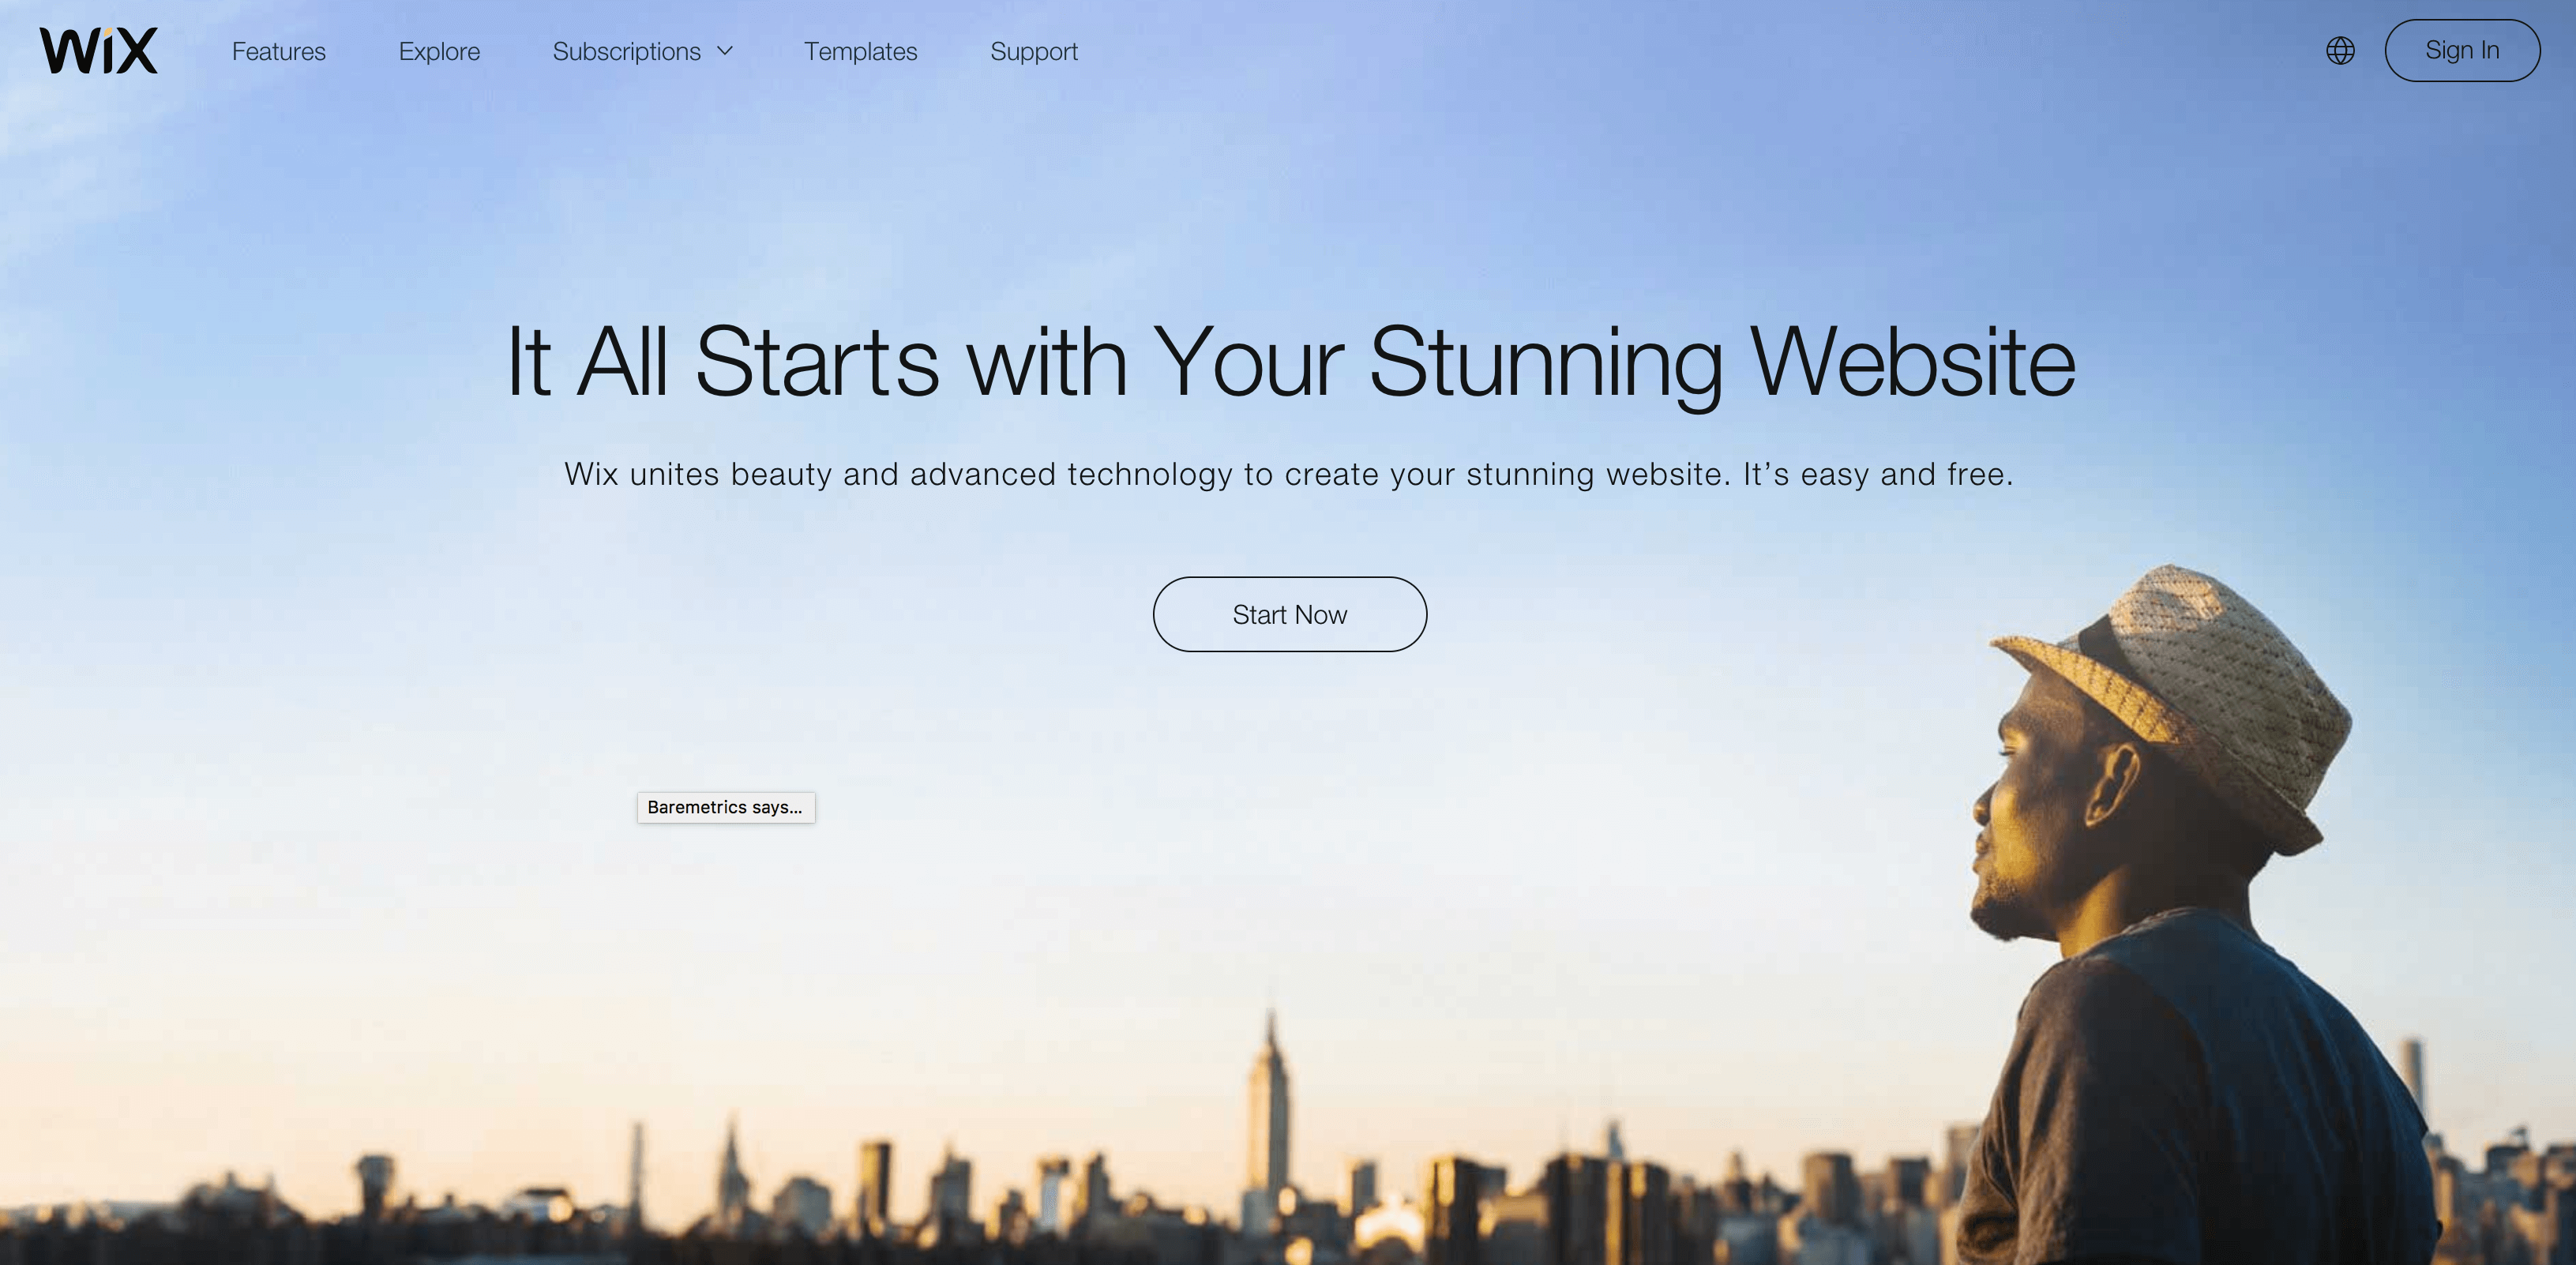 WiX
Features
Explore
Subscriptions
Templates
Support
Sign In
It All Starts with Your Stunning Website
Wix unites beauty and advanced technology to create your stunning website. It’s easy and free.
Start Now
Baremetrics says...